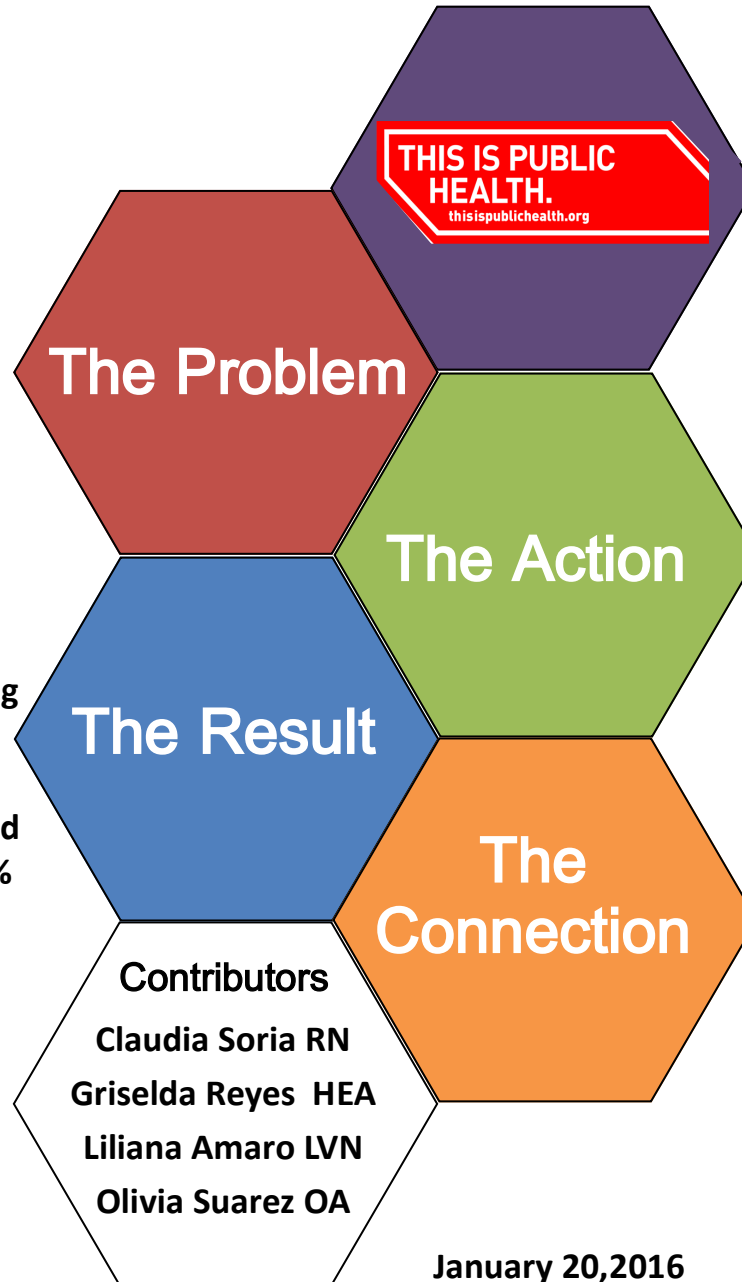 THIS IS PUBLIC
HEALTH.
thisispublichealth.org
The Problem
The Action
g
The Result
d
%
The
Connection
Contributors
Claudia Soria RN
Griselda Reyes HEA
Liliana Amaro LVN
Olivia Suarez OA
January 20,2016